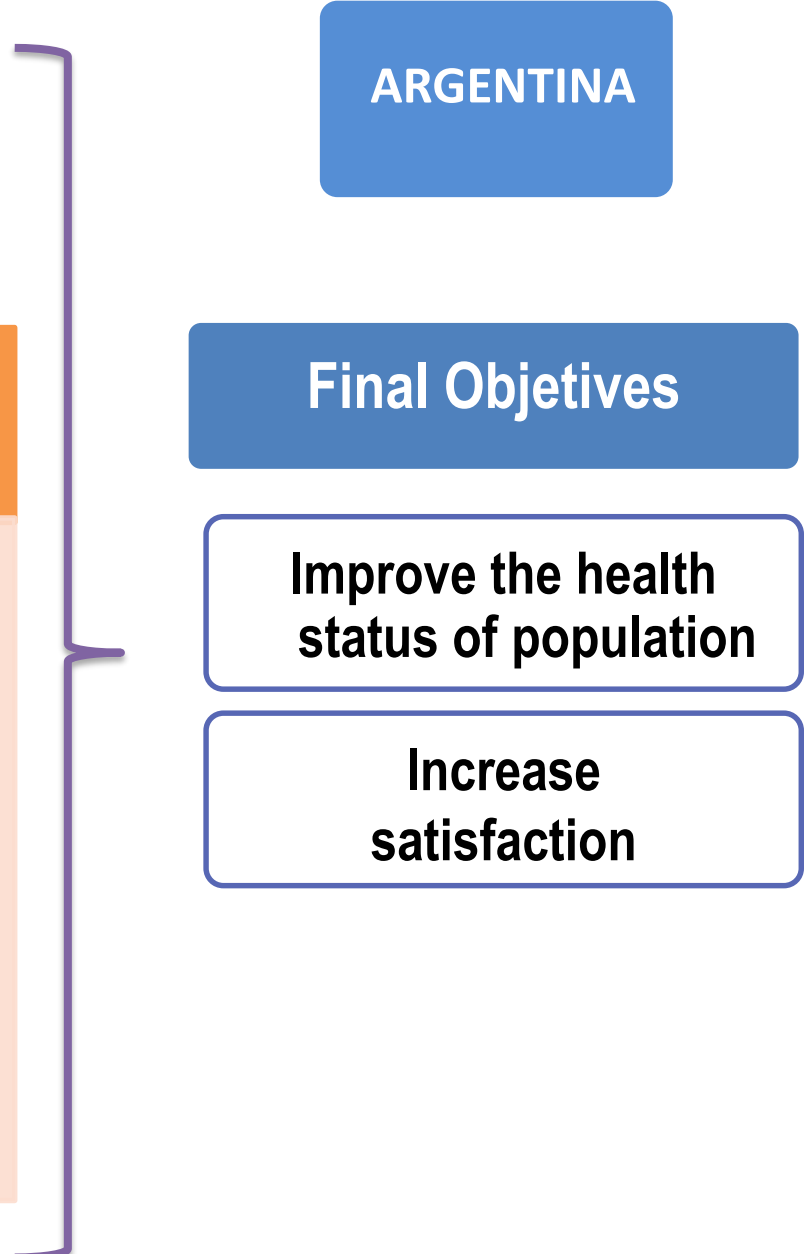 ARGENTINA
Final Objetives
Improve the health
status of population
Increase
satisfaction